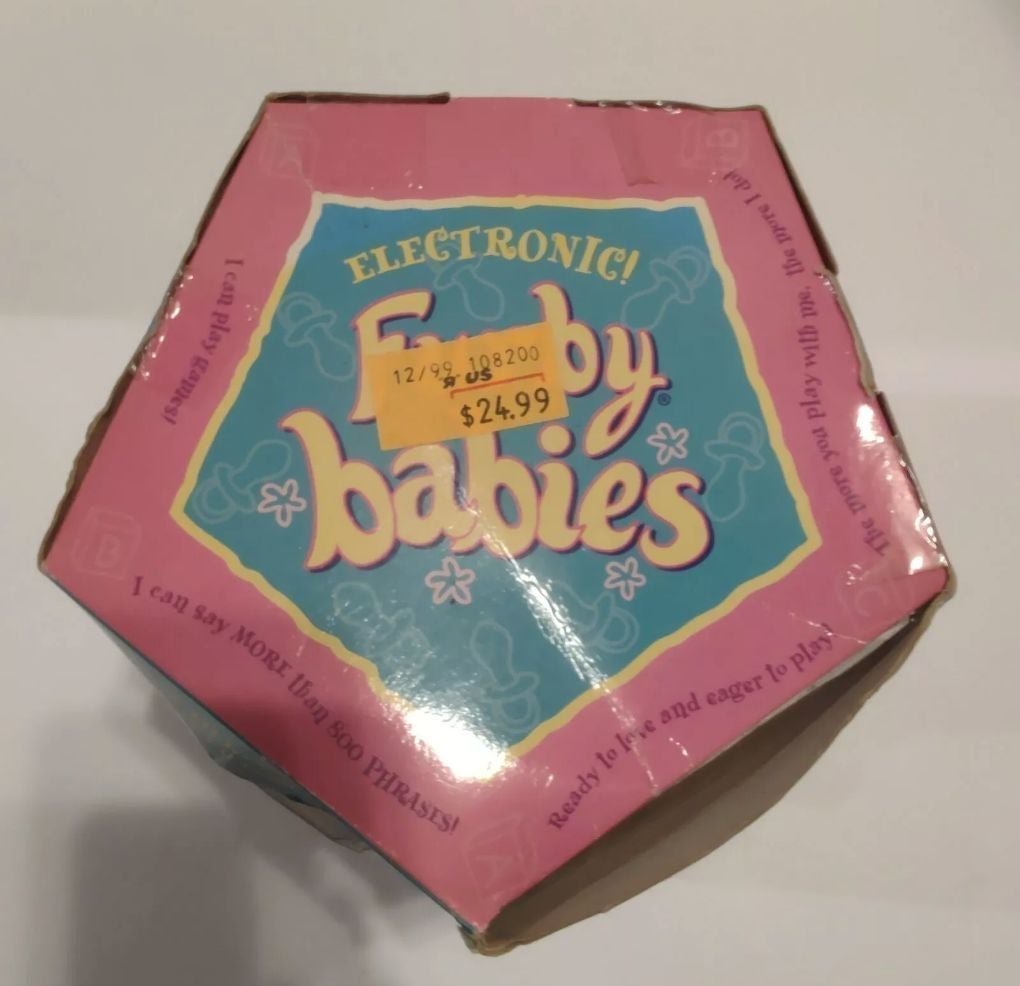 ELECTRONIC!
Furby®
babies
12/99 108200
R US
$24.99
I can play games!
I can say MORE than 800 PHRASES!
Ready to love and eager to play!
The more you play with me, the more I do!
B
B
A
C
A